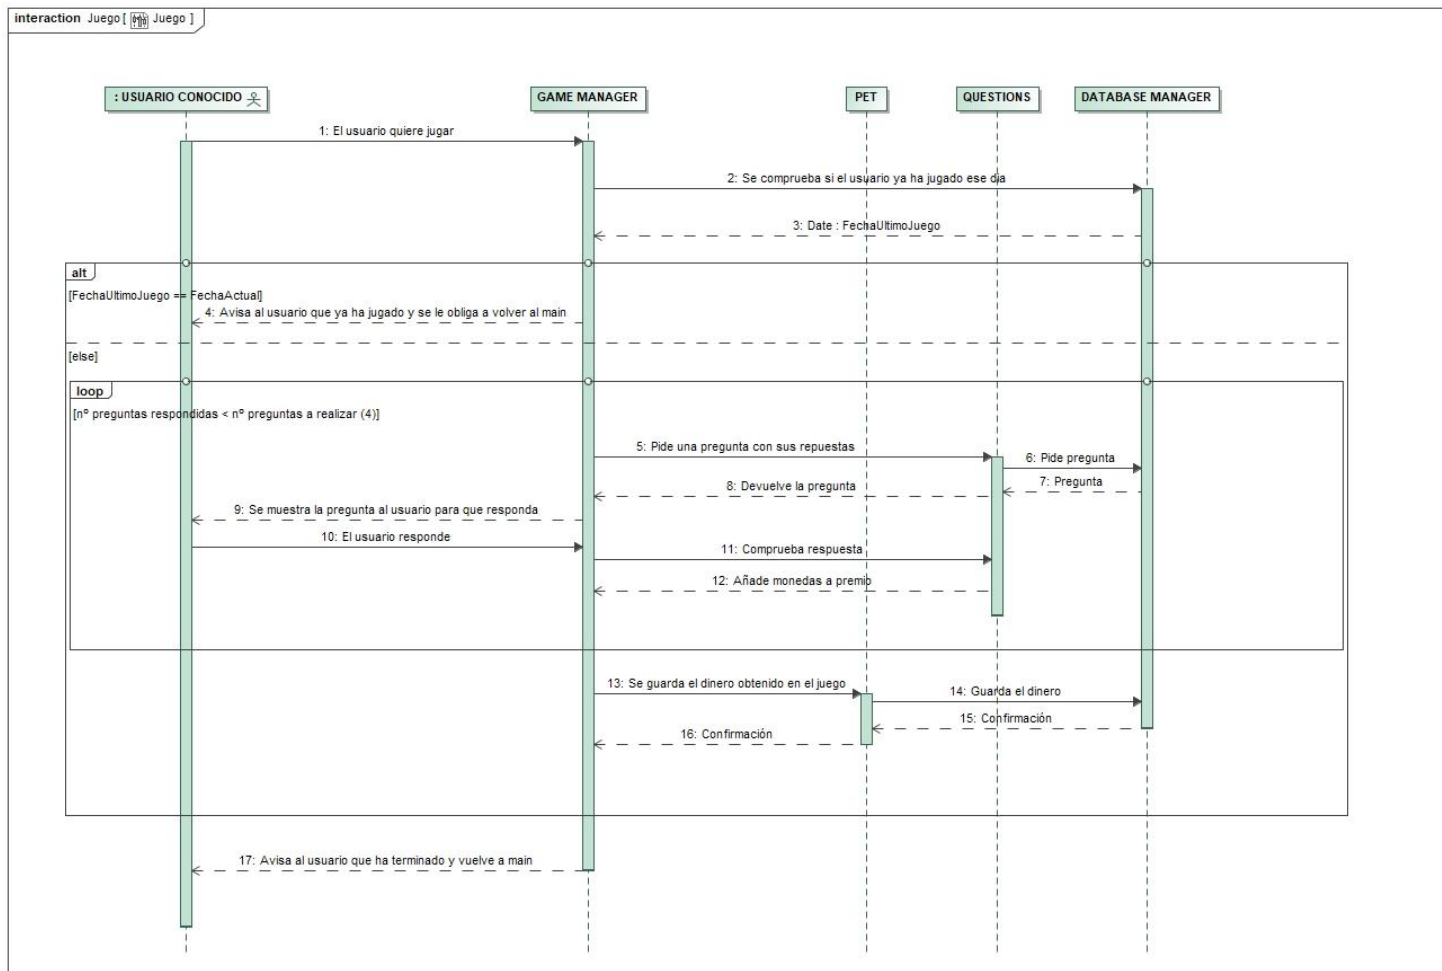 interaction Juego [ Juego ]
: USUARIO CONOCIDO
GAME MANAGER
PET
QUESTIONS
DATABASE MANAGER
1: El usuario quiere jugar
2: Se comprueba si el usuario ya ha jugado ese dia
3: Date : FechaUltimoJuego
alt
[FechaUltimoJuego == FechaActual]
4: Avisa al usuario que ya ha jugado y se le obliga a volver al main
[else]
loop
[nº preguntas respondidas < nº preguntas a realizar (4)]
5: Pide una pregunta con sus repuestas
6: Pide pregunta
7: Pregunta
8: Devuelve la pregunta
9: Se muestra la pregunta al usuario para que responda
10: El usuario responde
11: Comprueba respuesta
12: Añade monedas a premio
13: Se guarda el dinero obtenido en el juego
14: Guarda el dinero
15: Confirmación
16: Confirmación
17: Avisa al usuario que ha terminado y vuelve a main